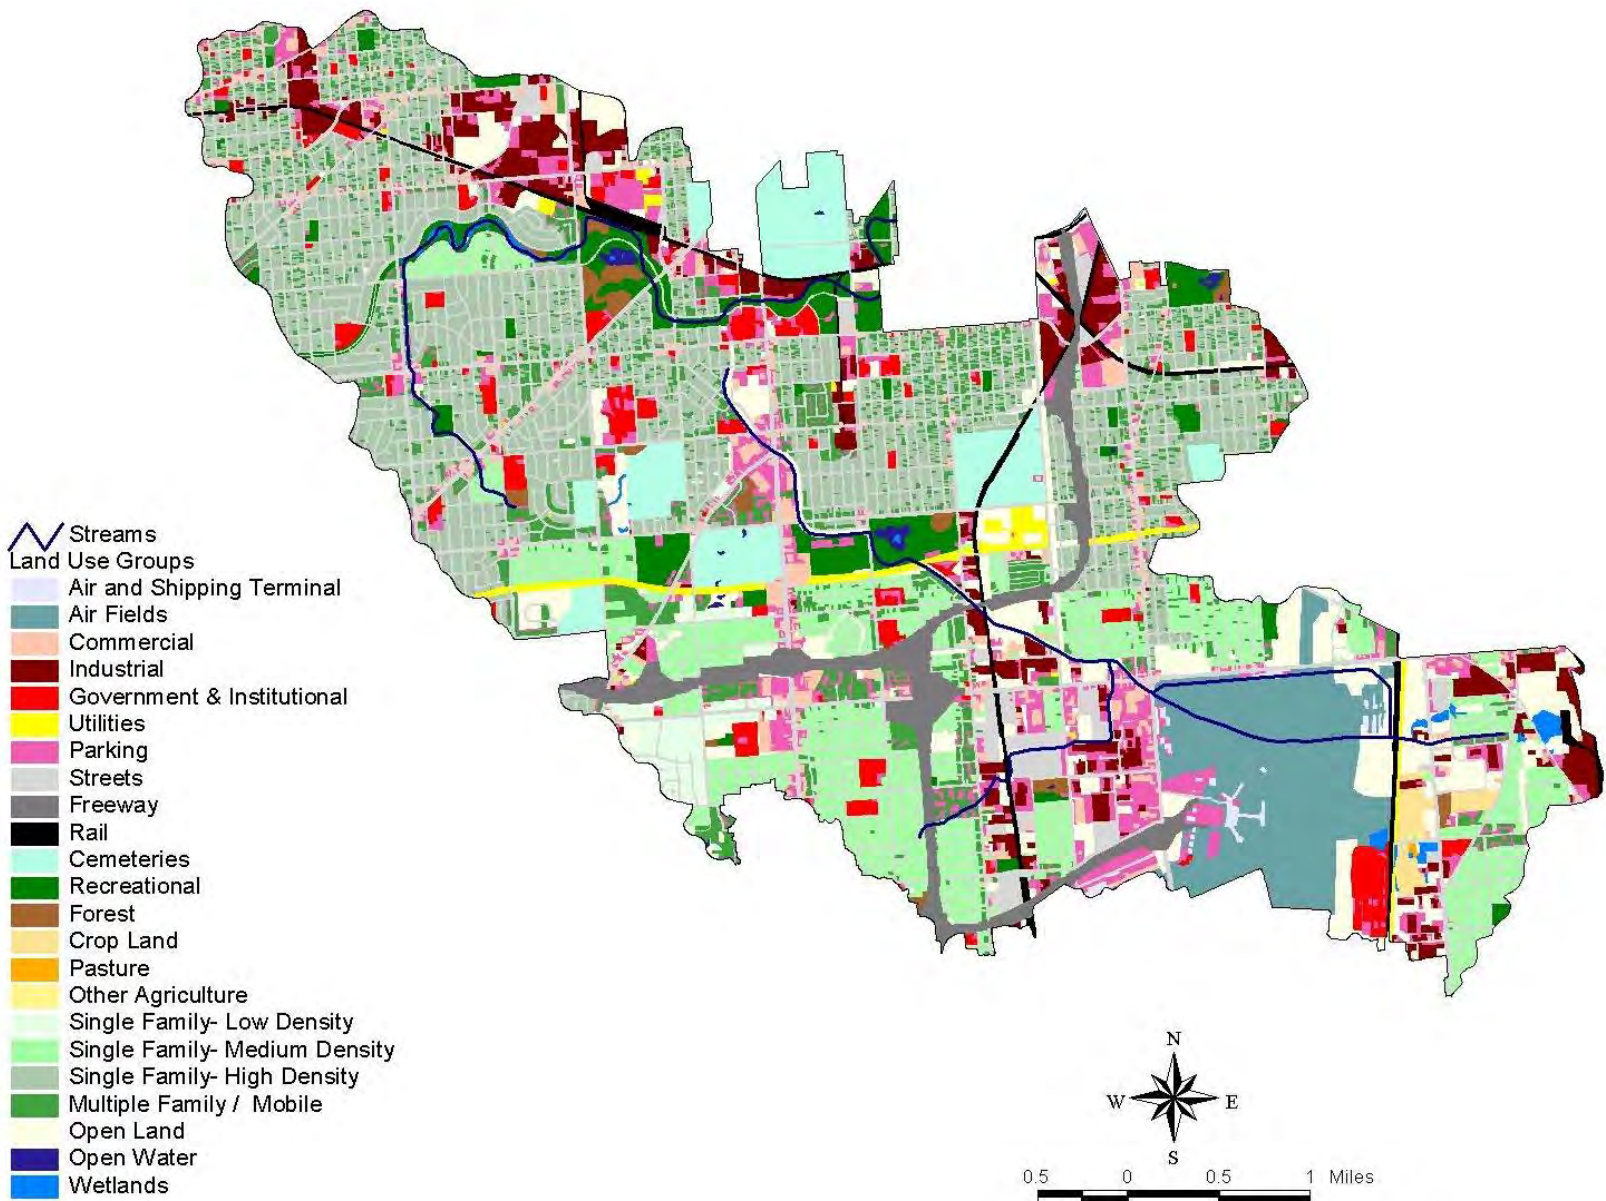 Streams
Land Use Groups
Air and Shipping Terminal
Air Fields
Commercial
Industrial
Government & Institutional
Utilities
Parking
Streets
Freeway
Rail
Cemeteries
Recreational
Forest
Crop Land
Pasture
Other Agriculture
Single Family- Low Density
Single Family- Medium Density
Single Family- High Density
Multiple Family / Mobile
Open Land
Open Water
Wetlands
N
W E
S
0.5 0 0.5 1 Miles